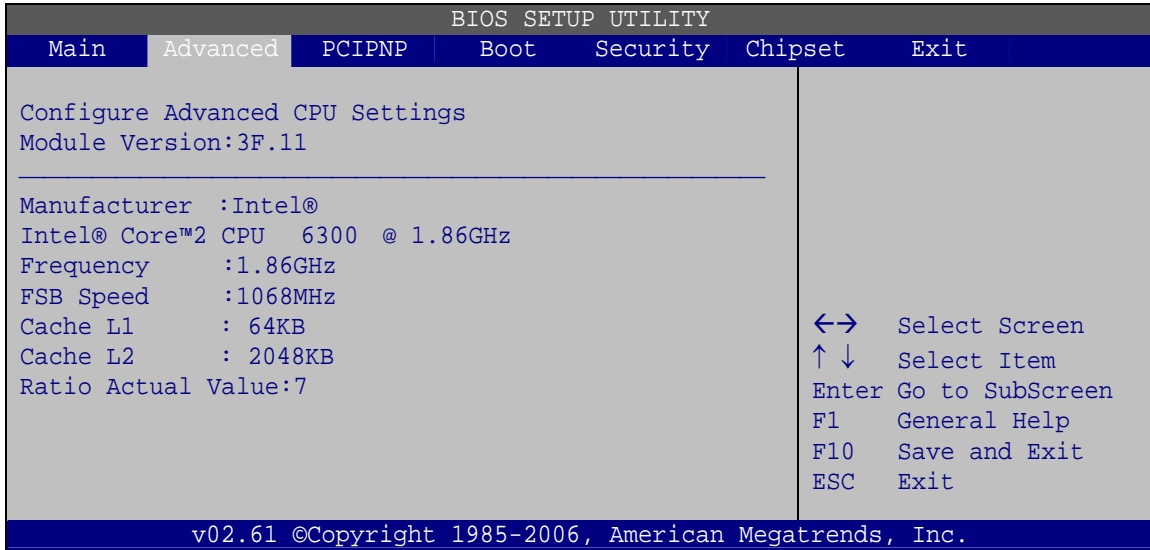 BIOS SETUP UTILITY
Main Advanced PCIPNP Boot Security Chipset Exit
Configure Advanced CPU Settings
Module Version:3F.11
Manufacturer :Intel®
Intel® Core™2 CPU 6300 @ 1.86GHz
Frequency :1.86GHz
FSB Speed :1068MHz
Cache L1 : 64KB
Cache L2 : 2048KB
Ratio Actual Value:7
←→ Select Screen
↑ ↓ Select Item
Enter Go to SubScreen
F1 General Help
F10 Save and Exit
ESC Exit
v02.61 ©Copyright 1985-2006, American Megatrends, Inc.